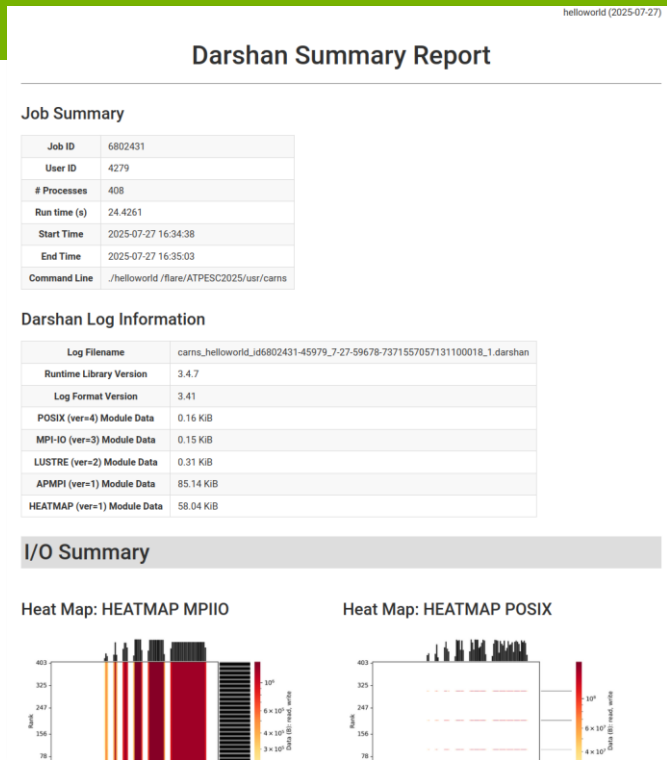 helloworld (2025-07-27)
Darshan Summary Report
Job Summary
Job ID 6802431
User ID 4279
# Processes 408
Run time (s) 24.4261
Start Time 2025-07-27 16:34:38
End Time 2025-07-27 16:35:03
Command Line ./helloworld /flare/ATPESC2025/usr/carns
Darshan Log Information
Log Filename carns_helloworld_id6802431-45979_7-27-59678-7371557057131100018_1.darshan
Runtime Library Version 3.4.7
Log Format Version 3.41
POSIX (ver=4) Module Data 0.16 KiB
MPI-IO (ver=3) Module Data 0.15 KiB
LUSTRE (ver=2) Module Data 0.31 KiB
APMPI (ver=1) Module Data 85.14 KiB
HEATMAP (ver=1) Module Data 58.04 KiB
I/O Summary
Heat Map: HEATMAP MPIIO
403
325
247
156
78
Rank
Data (B): read, write
Heat Map: HEATMAP POSIX
403
325
247
156
78
Rank
Data (B): read, write